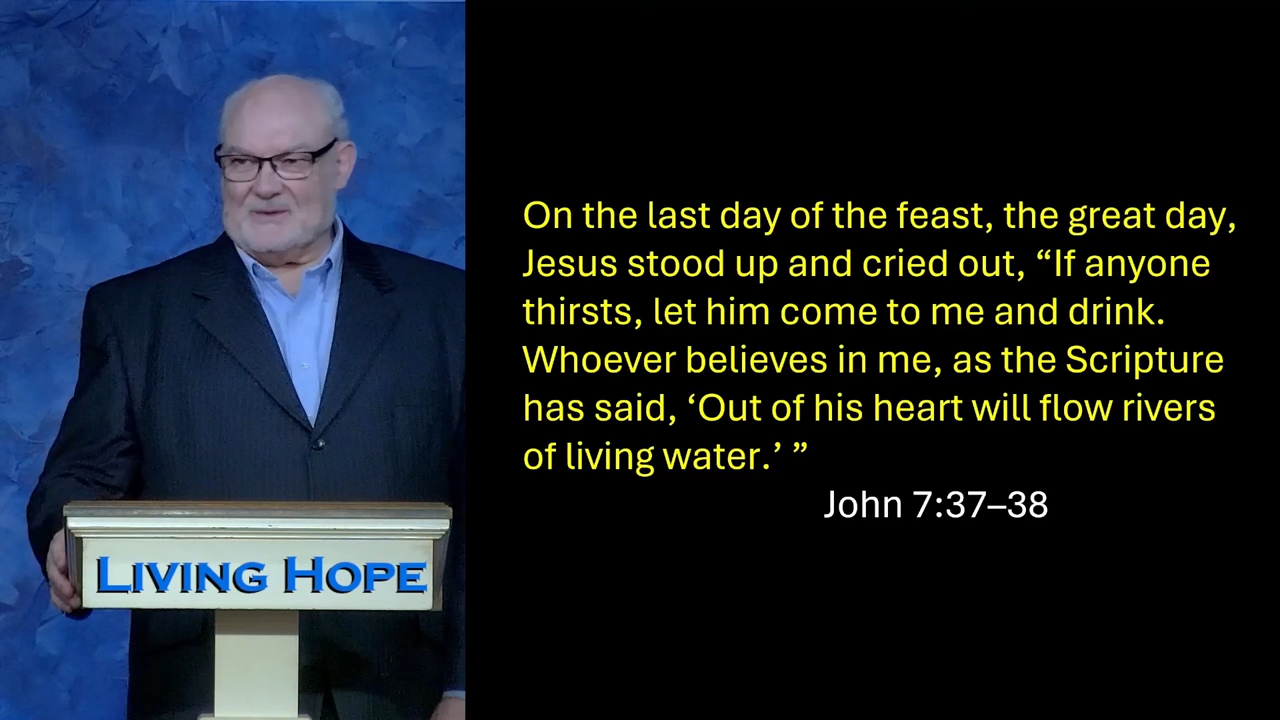 LIVING HOPE
On the last day of the feast, the great day,
Jesus stood up and cried out, “If anyone
thirsts, let him come to me and drink.
Whoever believes in me, as the Scripture
has said, ‘Out of his heart will flow rivers
of living water.’ ”
John 7:37–38